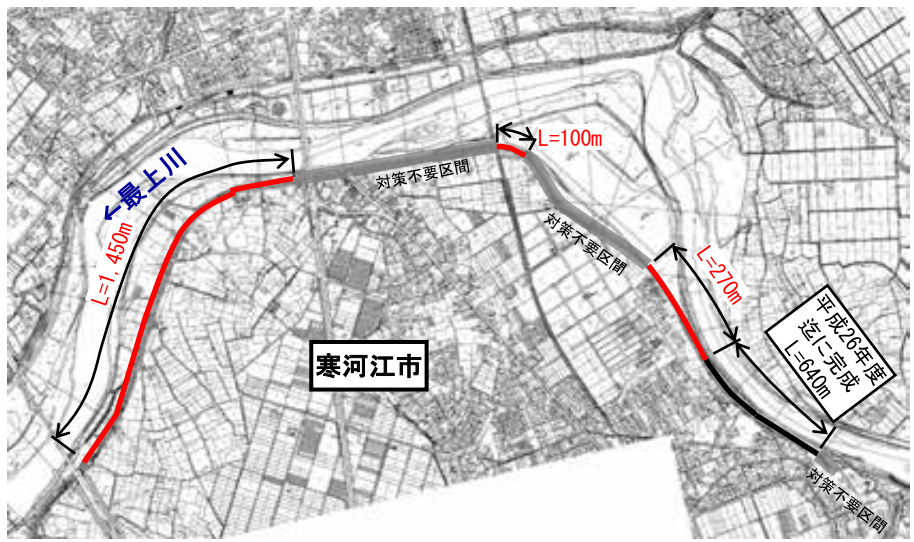 L=100m
対策不要区間
←最上川
対策不要区間
L=1,450m
L=270m
平成26年度
迄に完成
L=640m
寒河江市
対策不要区間